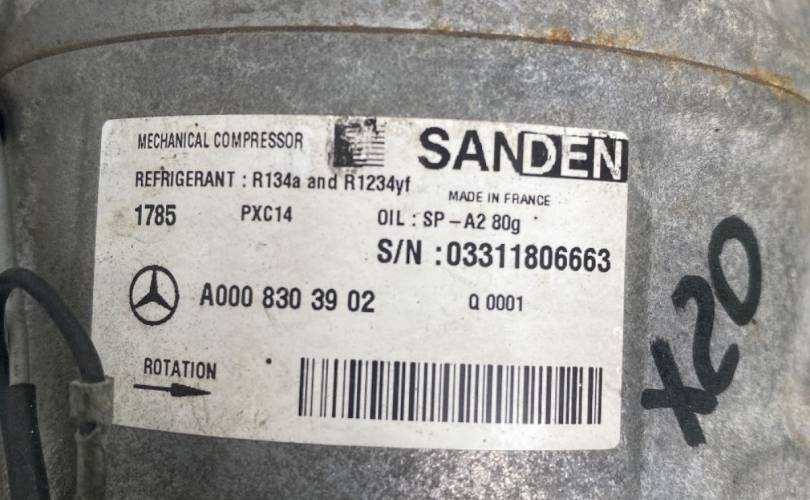 MECHANICAL COMPRESSOR
SANDEN
REFRIGERANT : R134a and R1234yf
MADE IN FRANCE
1785 PXC14 OIL : SP-A2 80g
S/N : 03311806663
A000 830 39 02 Q 0001
ROTATION
X20